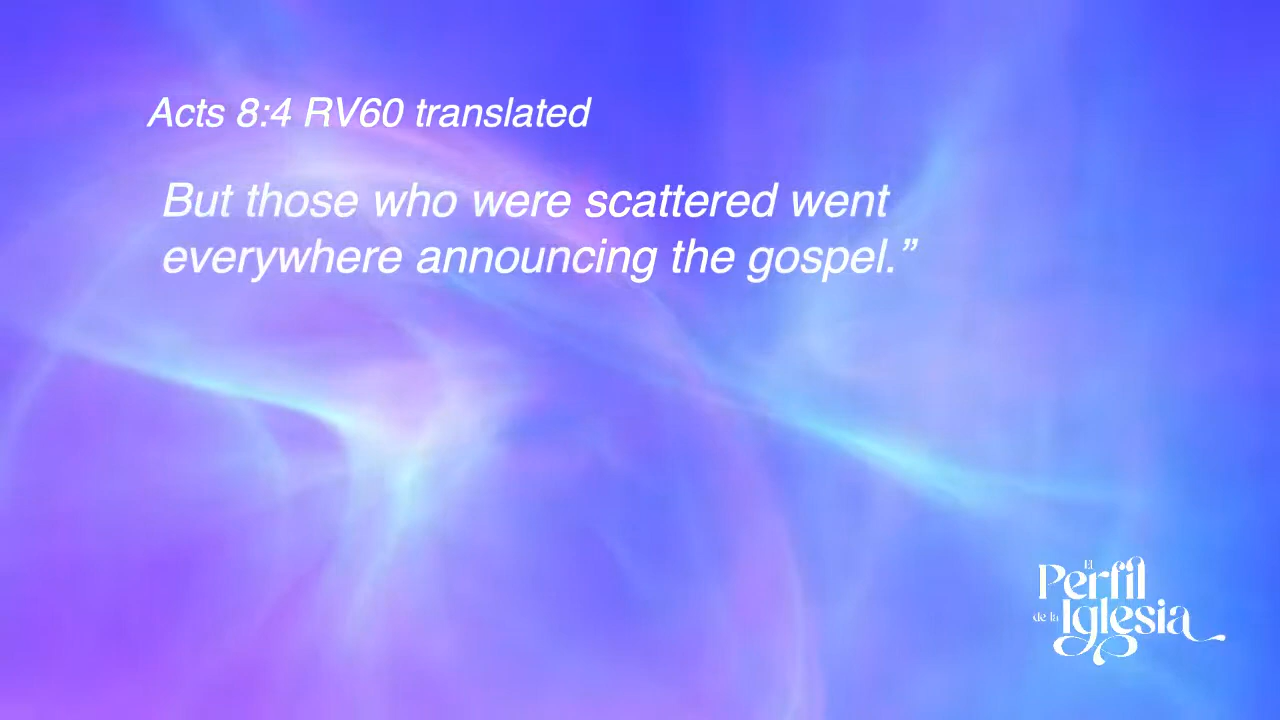 Acts 8:4 RV60 translated
But those who were scattered went
everywhere announcing the gospel.”
El
Perfil
de la Iglesia